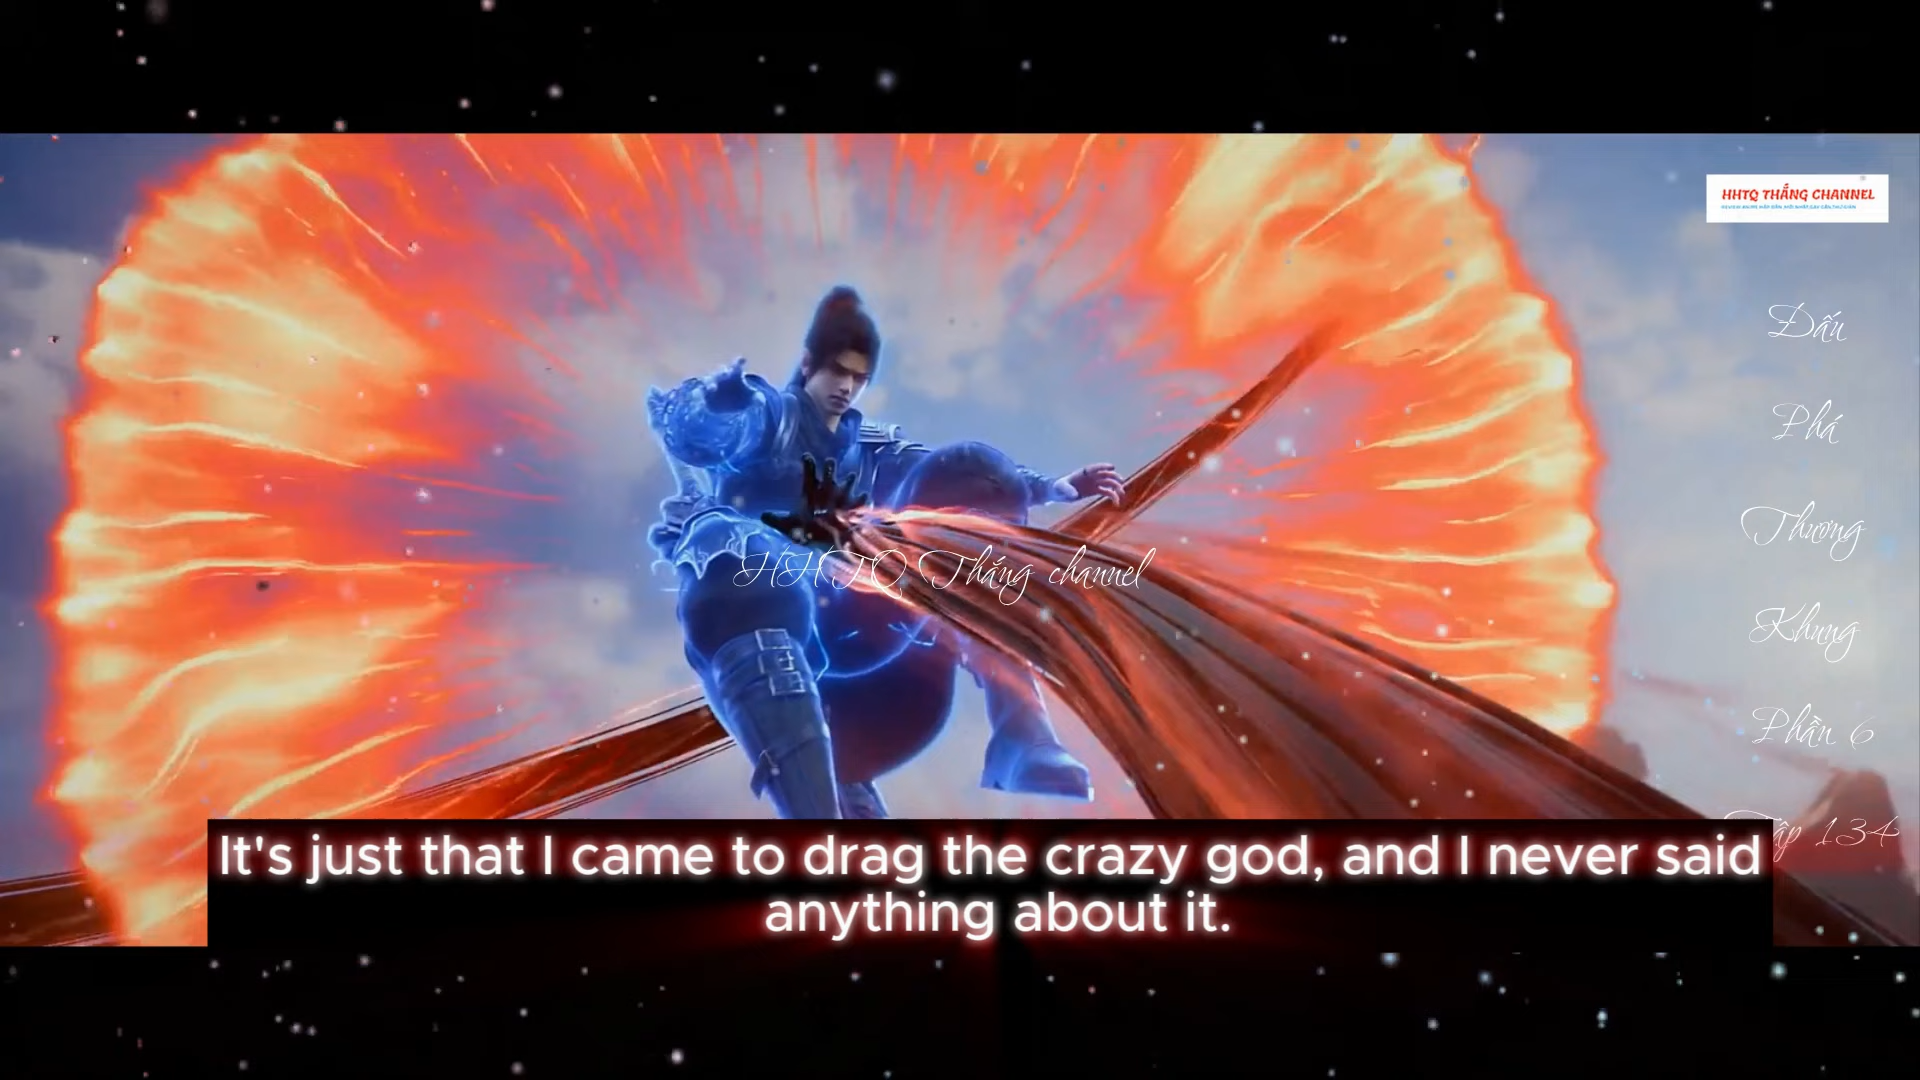 HHTQ THẮNG CHANNEL
Đấu
Phá
Thương
Khung
Phần 6
Tập 134
HHTQ Thắng channel
It's just that I came to drag the crazy god, and I never said
anything about it.